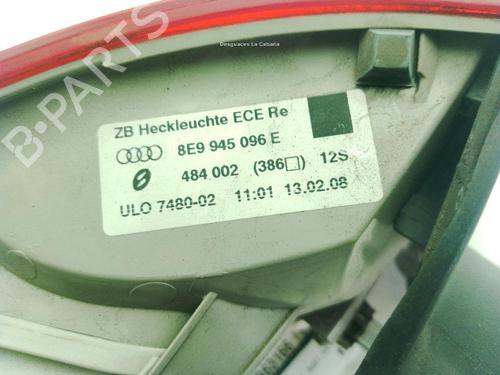 Desguaces La Cabaña
ZB Heckleuchte ECE Re
8E9 945 096 E
484 002 (386□) 12S
ULO 7480-02 11:01 13.02.08